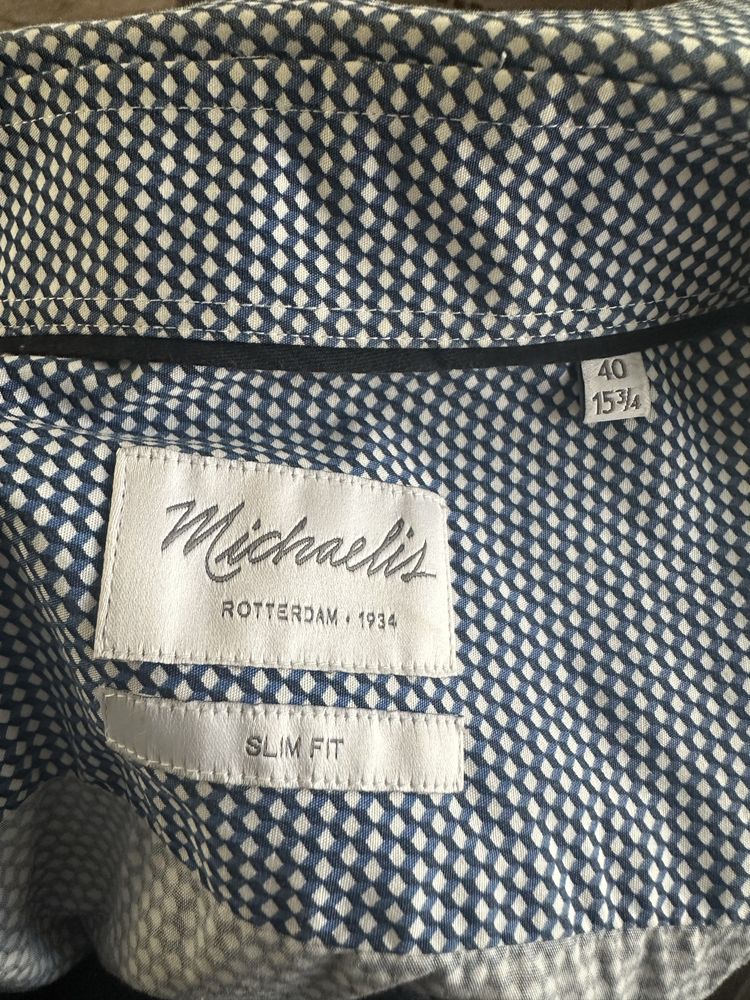 40
15¾
Michaelis
ROTTERDAM · 1934
SLIM FIT